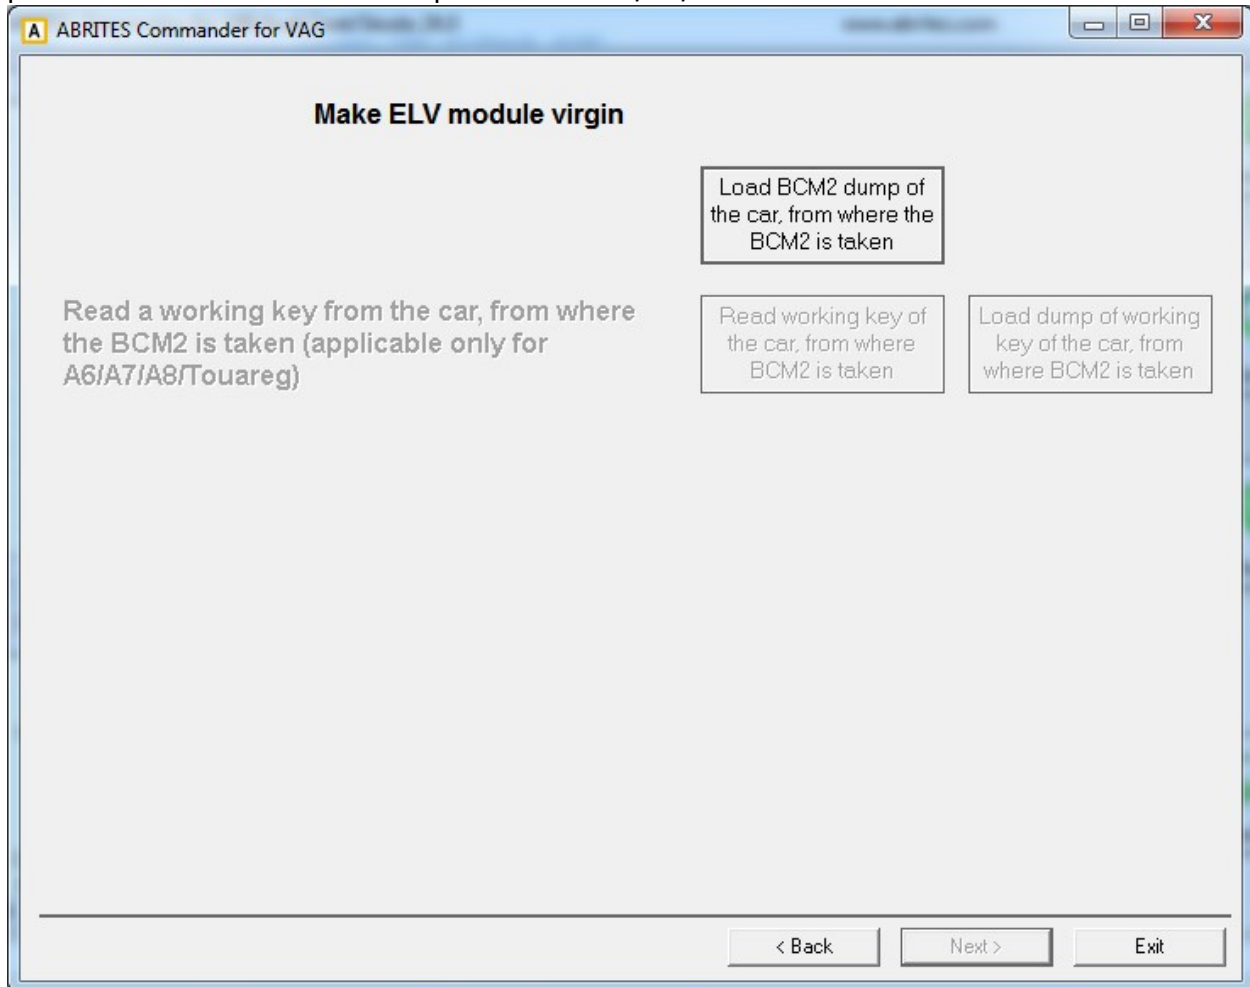 ABRITES Commander for VAG
Make ELV module virgin
Load BCM2 dump of
the car, from where the
BCM2 is taken
Read a working key from the car, from where
the BCM2 is taken (applicable only for
A6/A7/A8/Touareg)
Read working key of
the car, from where
BCM2 is taken
Load dump of working
key of the car, from
where BCM2 is taken
< Back
Next >
Exit